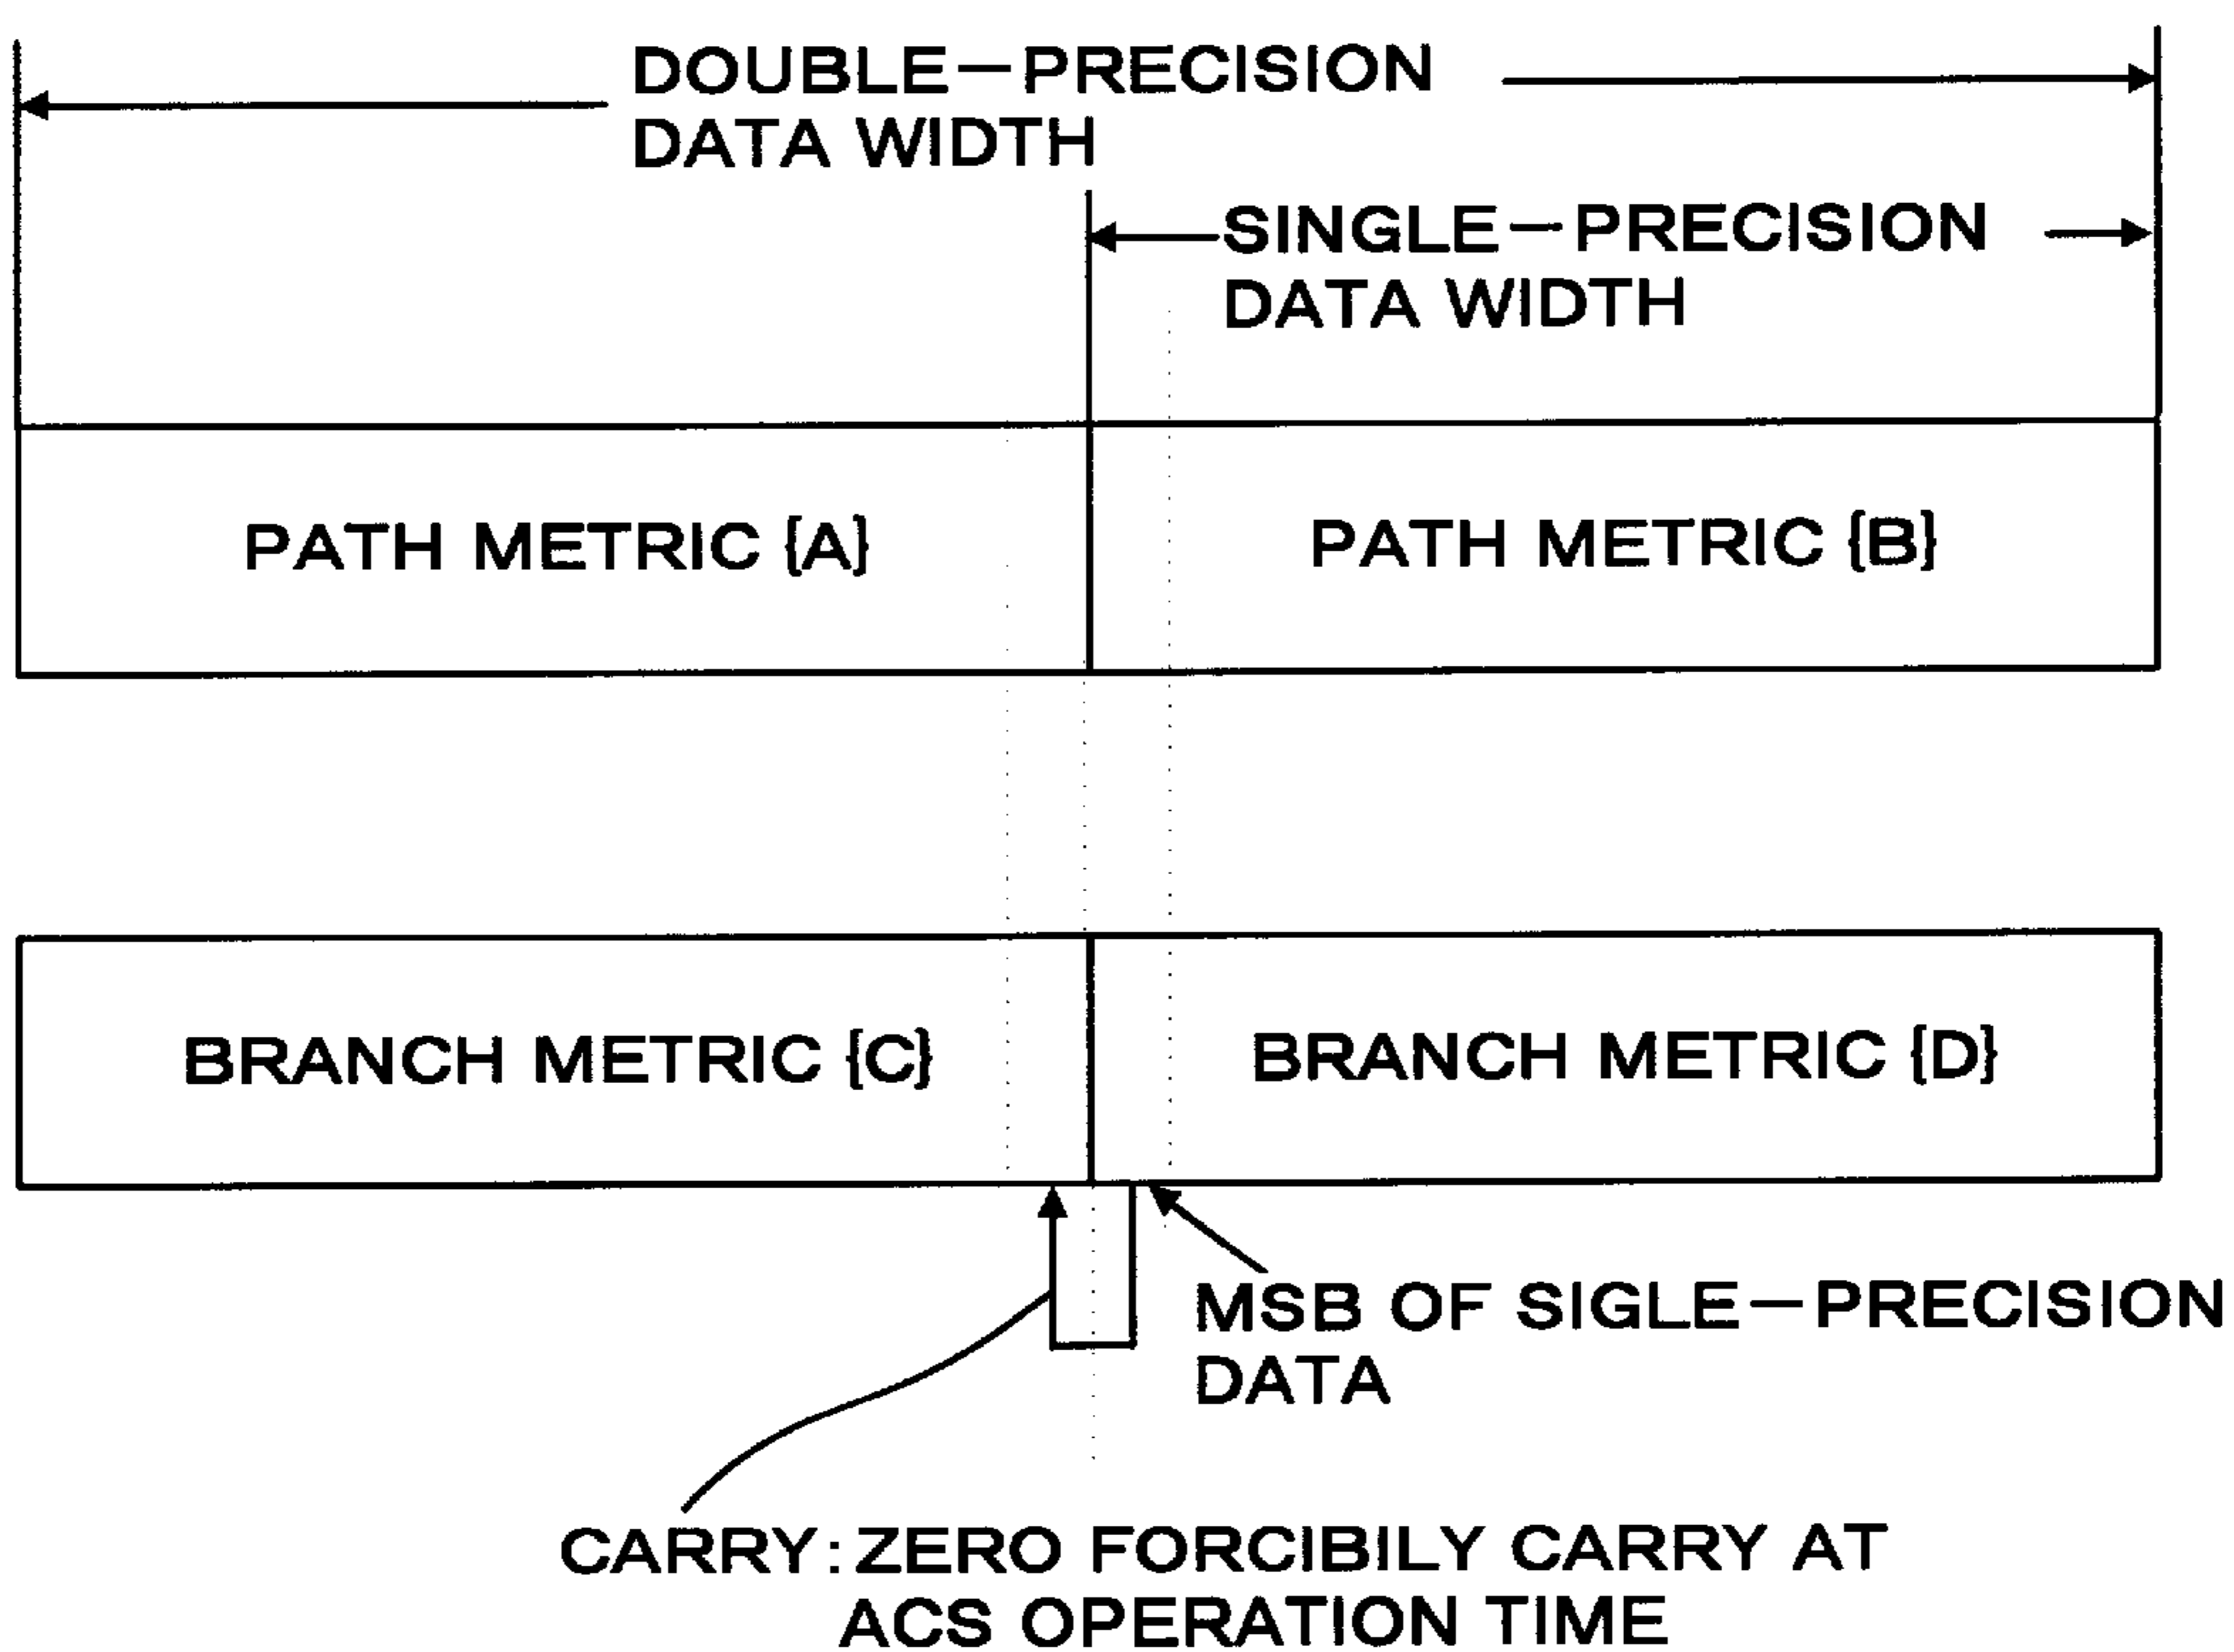 DOUBLE—PRECISION
DATA WIDTH
SINGLE—PRECISION
DATA WIDTH
PATH METRIC {A}
PATH METRIC {B}
BRANCH METRIC {C}
BRANCH METRIC {D}
MSB OF SIGLE—PRECISION
DATA
CARRY:ZERO FORCIBILY CARRY AT
ACS OPERATION TIME